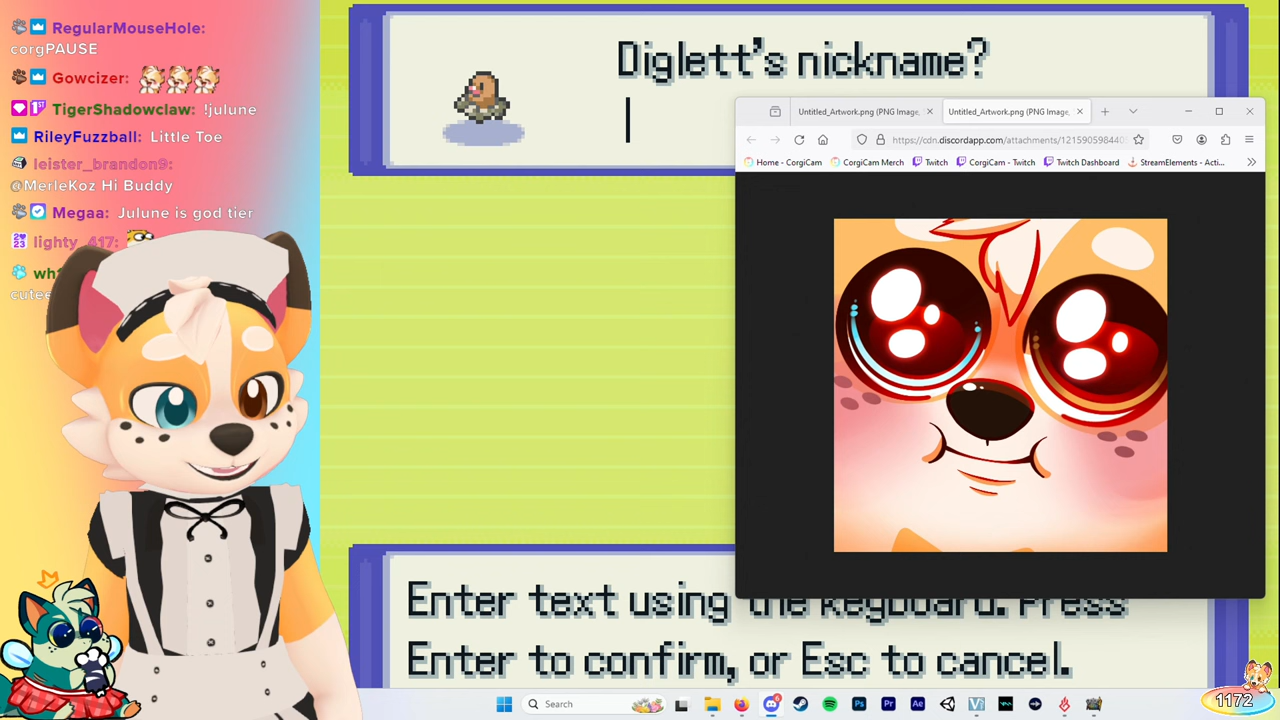 RegularMouseHole:
corgPAUSE
Gowcizer:
TigerShadowclaw: !julune
RileyFuzzball: Little Toe
leister_brandon9:
@MerleKoz Hi Buddy
Megaa: Julune is god tier
lighty_417:
Diglett's nickname?
Untitled_Artwork.png (PNG Image,
Untitled_Artwork.png (PNG Image,
https://cdn.discordapp.com/attachments/1215905984405
Home - CorgiCam
CorgiCam Merch
Twitch
CorgiCam - Twitch
Twitch Dashboard
StreamElements - Acti...
Enter text using the keyboard. Press
Enter to confirm, or Esc to cancel.
Search
1172